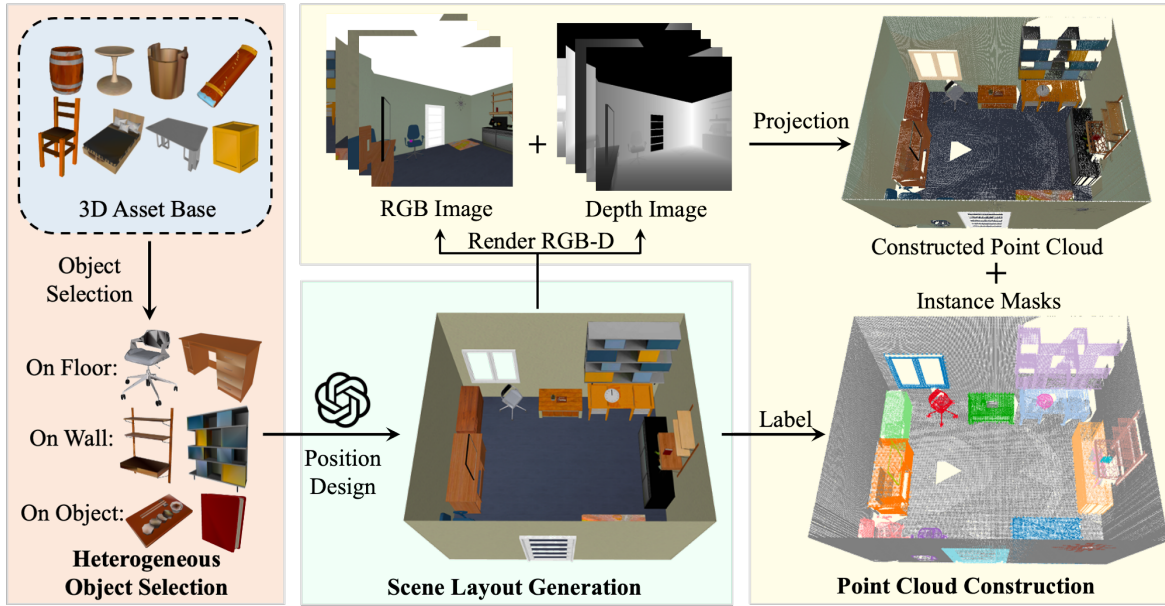 3D Asset Base
Object
Selection
On Floor:
On Wall:
On Object:
Heterogeneous
Object Selection
Position
Design
Scene Layout Generation
RGB Image
+
Depth Image
Render RGB-D
Projection
Constructed Point Cloud
+
Instance Masks
Label
Point Cloud Construction